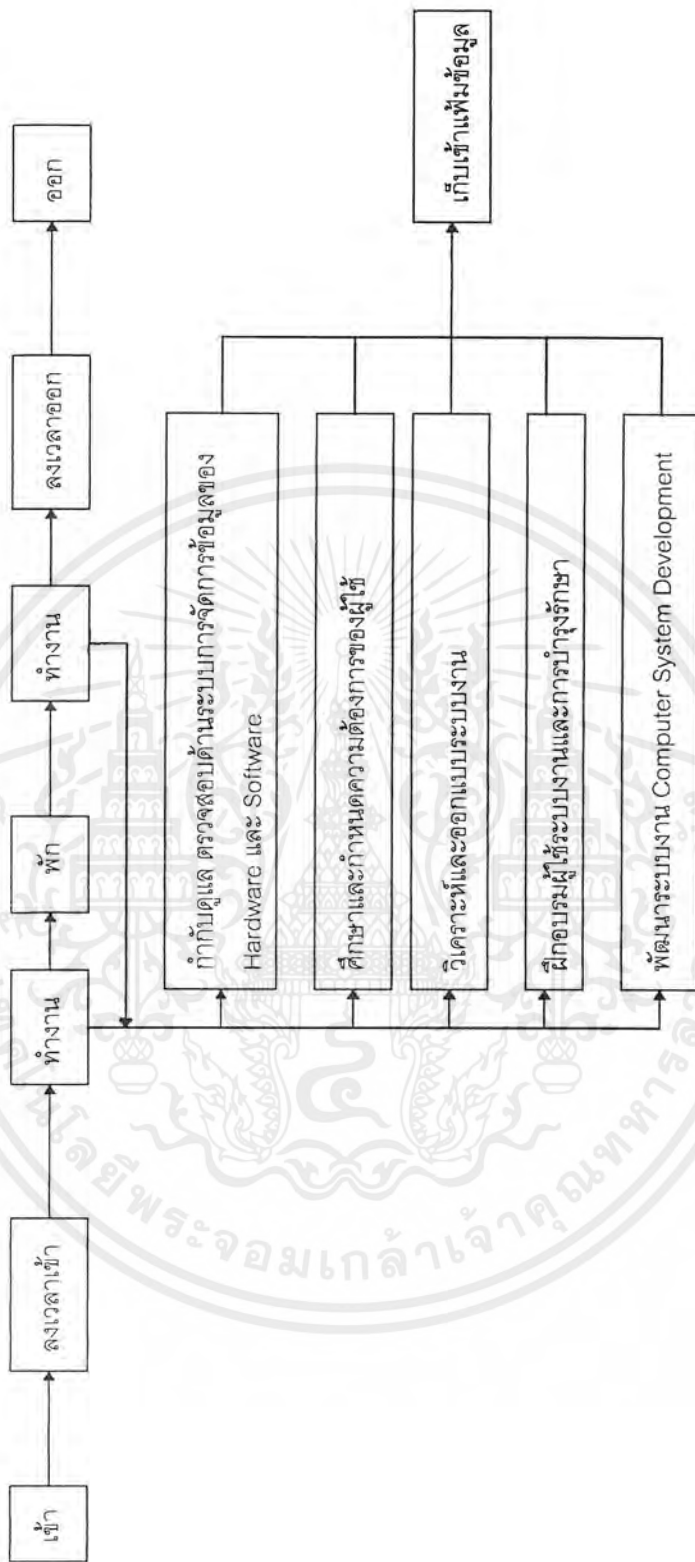 เข้า
ลงเวลาเข้า
ทำงาน
พัก
ทำงาน
ลงเวลาออก
ออก
กำกับดูแล ตรวจสอบด้านระบบการจัดการข้อมูลของ
Hardware และ Software
ศึกษาและกำหนดความต้องการของผู้ใช้
วิเคราะห์และออกแบบระบบงาน
ฝึกอบรมผู้ใช้ระบบงานและการบำรุงรักษา
พัฒนาระบบงาน Computer System Development
เก็บเข้าแฟ้มข้อมูล